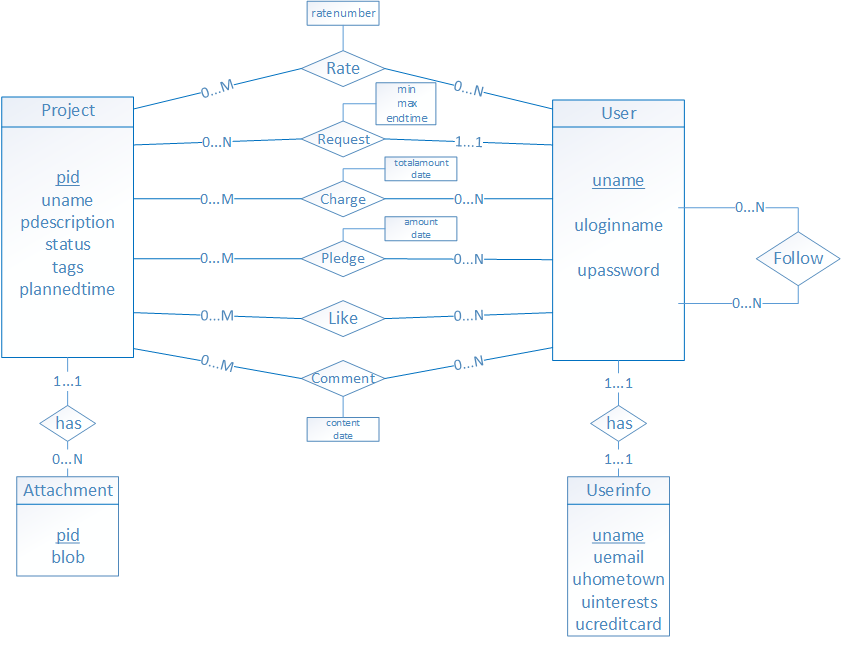 ratenumber
Rate
0...M
0...N
Project
pid
uname
pdescription
status
tags
plannedtime
min
max
endtime
0...N
Request
1...1
totalamount
date
0...M
Charge
0...N
amount
date
0...M
Pledge
0...N
0...M
Like
0...N
0...M
Comment
0...N
content
date
User
uname
uloginname
upassword
0...N
Follow
0...N
1...1
has
0...N
Attachment
pid
blob
1...1
has
1...1
Userinfo
uname
uemail
uhometown
uinterests
ucreditcard